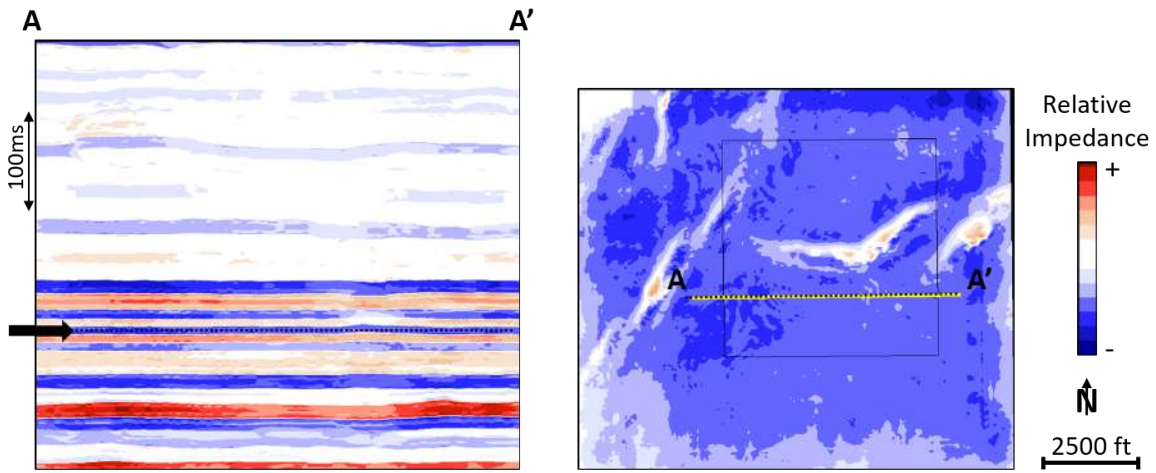 A A’
100ms
A A’
Relative
Impedance
+
-
N
2500 ft